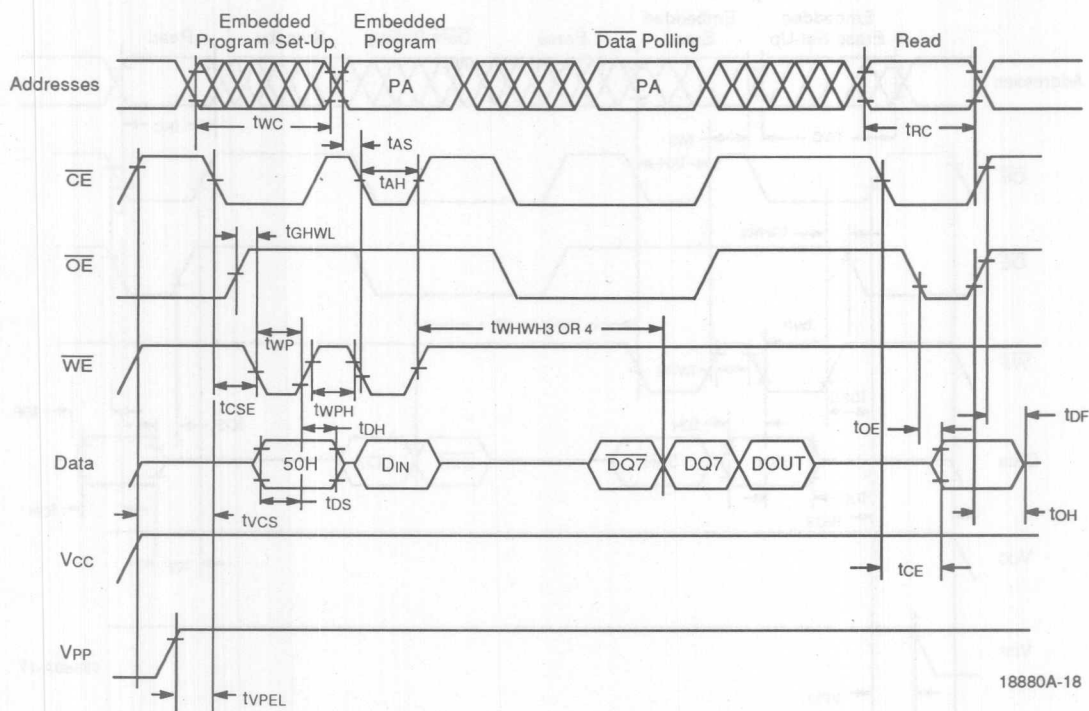 Embedded
Program Set-Up
Embedded
Program
Data Polling
Read
Addresses
PA
PA
tWC
tAS
tRC
CE
tAH
tGHWL
OE
tWHWH3 OR 4
tWP
WE
tCSE
tWPH
tDH
tOE
tDF
Data
50H
DIN
DQ7
DQ7
DOUT
tDS
tVCS
tOH
VCC
tCE
VPP
tVPEL
18880A-18